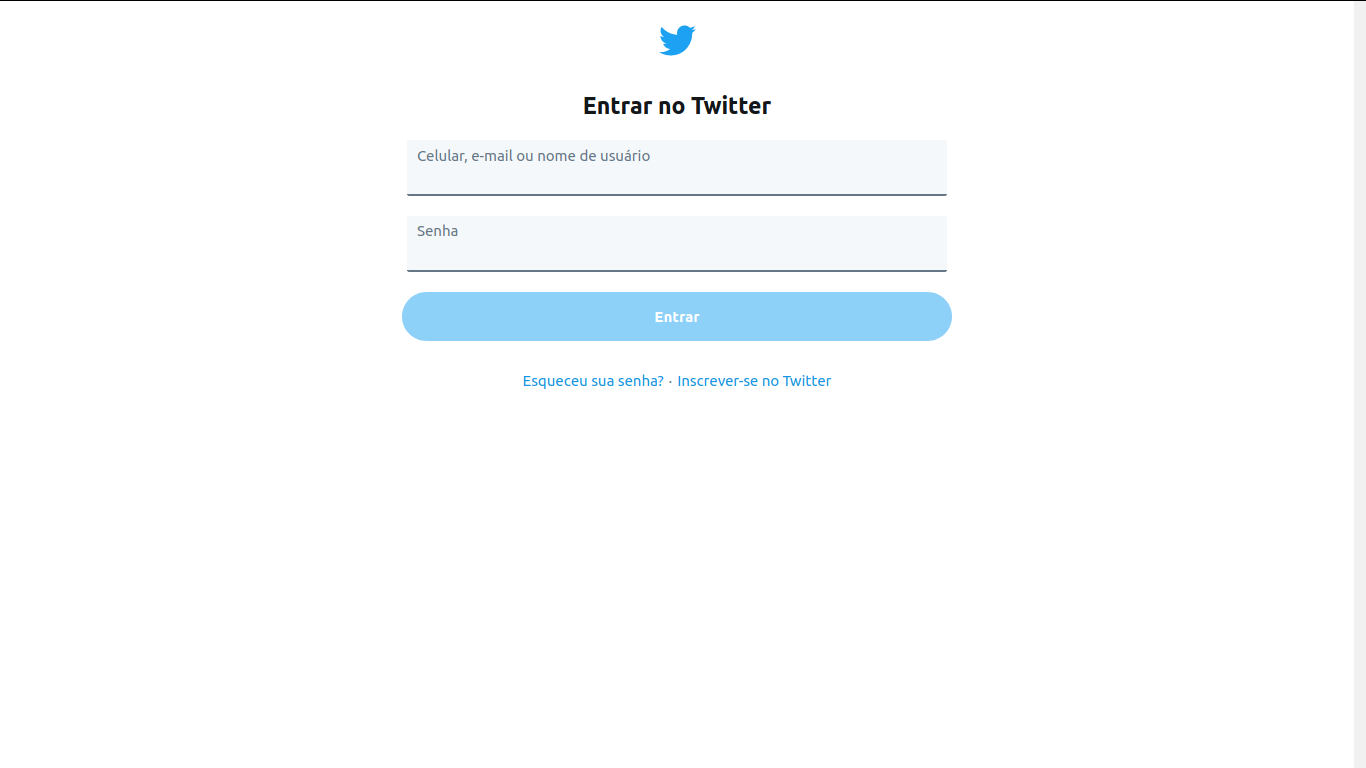 Entrar no Twitter
Celular, e-mail ou nome de usuário
Senha
Entrar
Esqueceu sua senha? · Inscrever-se no Twitter